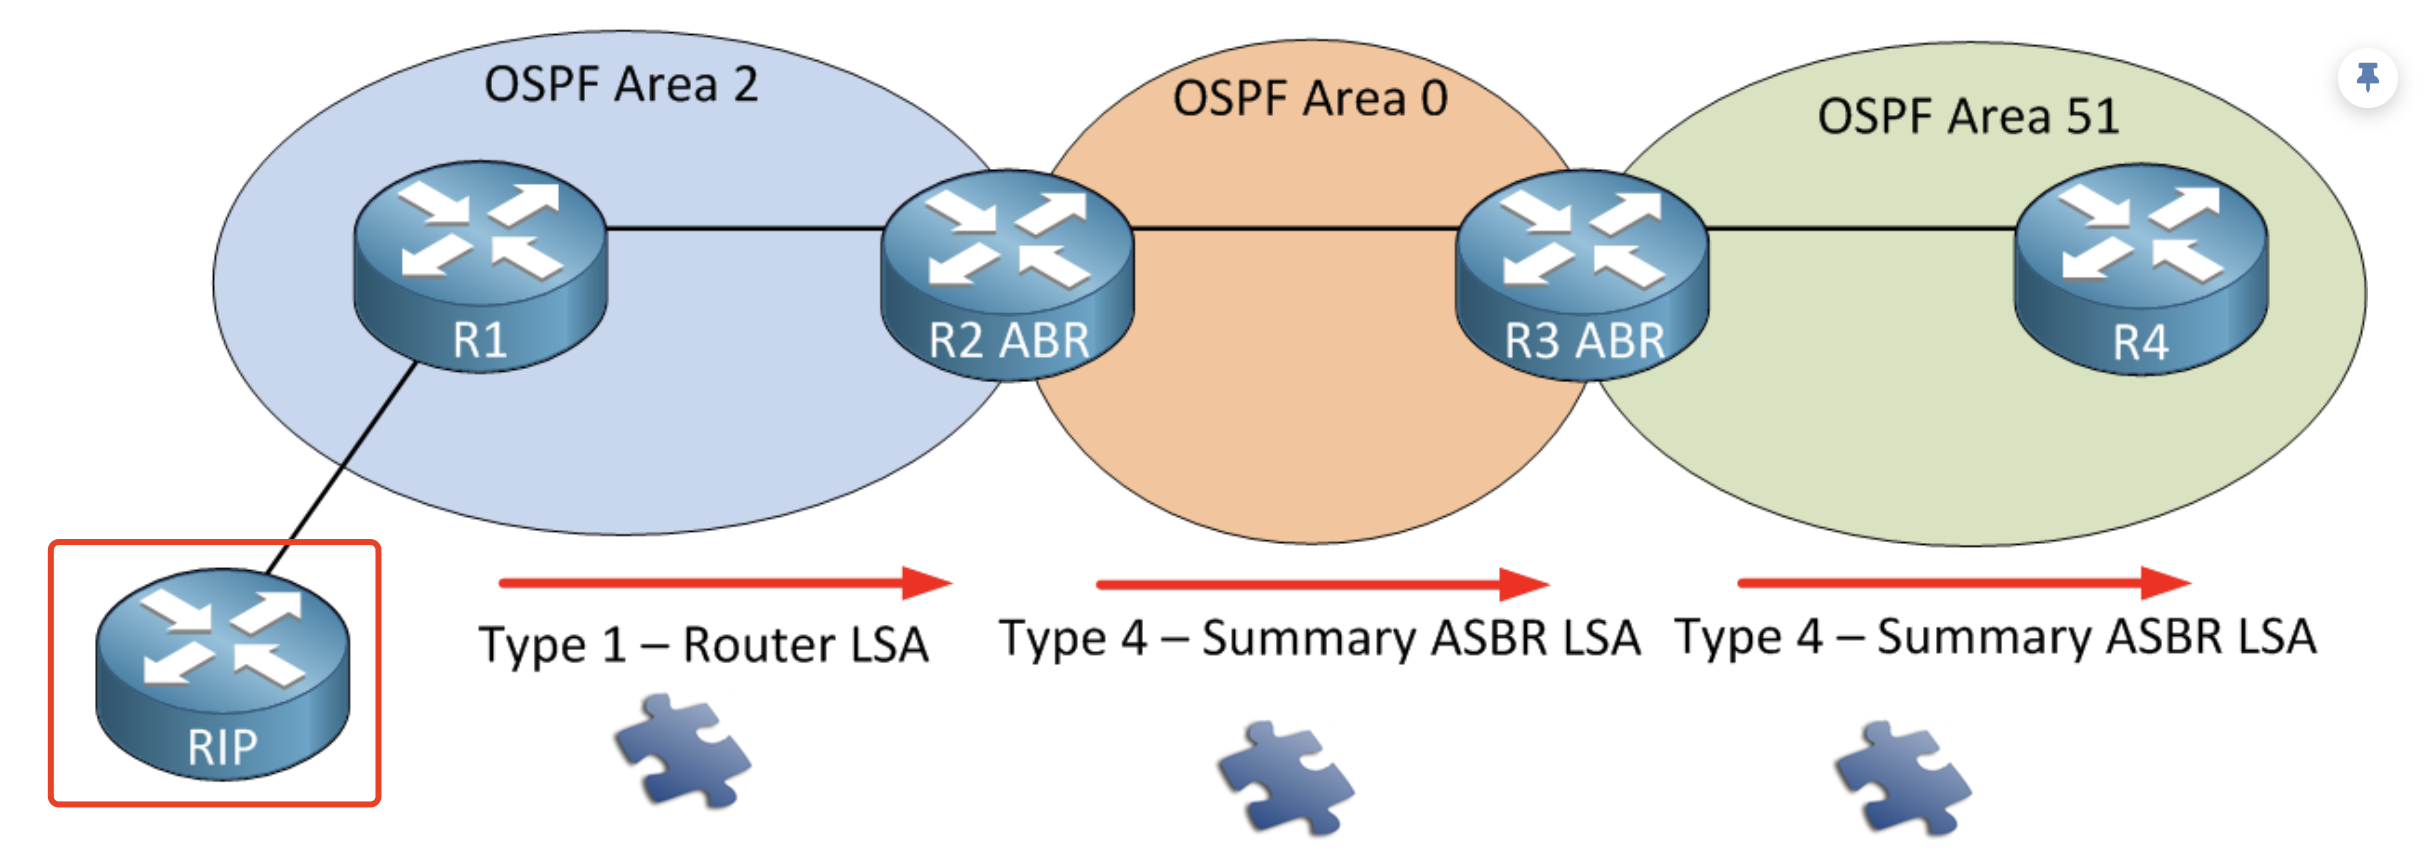 OSPF Area 2
OSPF Area 0
OSPF Area 51
R1
R2 ABR
R3 ABR
R4
RIP
Type 1 – Router LSA
Type 4 – Summary ASBR LSA
Type 4 – Summary ASBR LSA